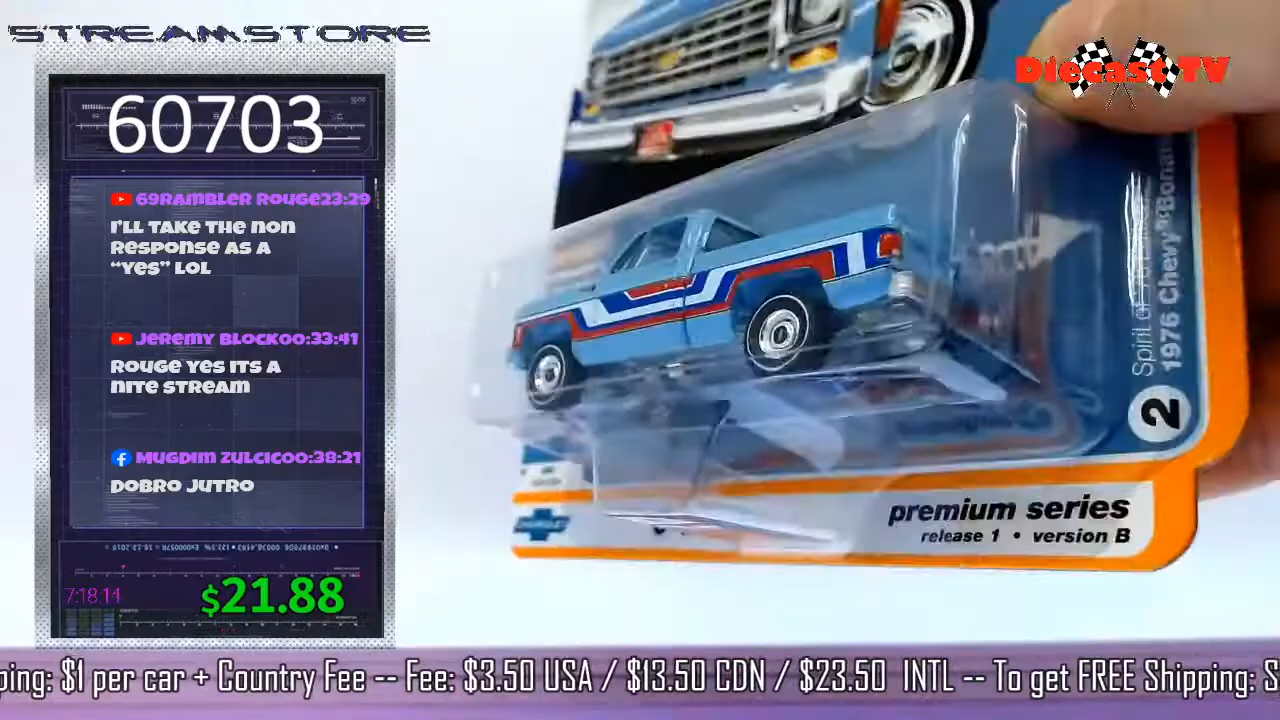 STREAMSTORE
60703
69Rambler Rouge23:29
I'll take the non
response as a
"Yes" LOL
Jeremy Block00:33:41
Rouge yes its a
nite stream
Mugdim Zulcic00:38:21
Dobro jutro
7:18:14
$21.88
Diecast TV
1976 Chevy Bonan
2
premium series
release 1 • version B
ping: $1 per car + Country Fee -- Fee: $3.50 USA / $13.50 CDN / $23.50 INTL -- To get FREE Shipping: S